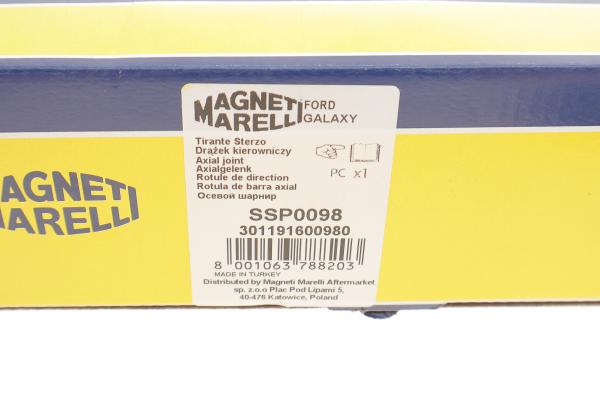 MAGNETI
MARELLI
FORD
GALAXY
Tirante Sterzo
Drążek kierowniczy
Axial joint
Axialgelenk
Rotule de direction
Rotula de barra axial
Осевой шарнир
PC x1
SSP0098
301191600980
8 001063 788203
MADE IN TURKEY
Distributed by Magneti Marelli Aftermarket
sp. z.o.o Plac Pod Lipami 5,
40-476 Katowice, Poland
MAGNETI
MARELLI